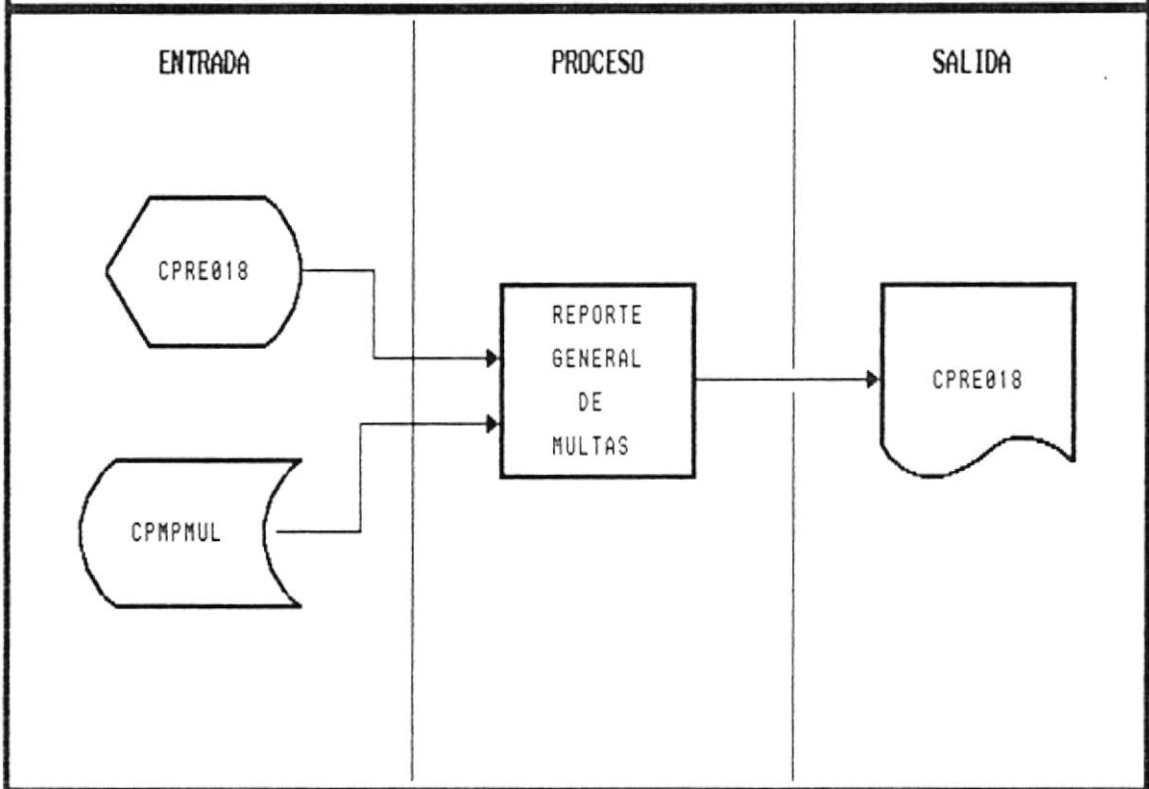 ENTRADA
PROCESO
SALIDA
CPRE018
REPORTE
GENERAL
DE
MULTAS
CPRE018
CPMPMUL